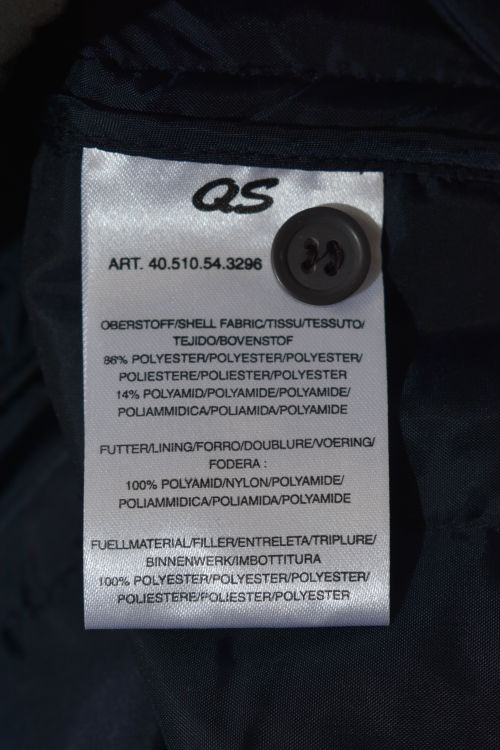 QS
ART. 40.510.54.3296
OBERSTOFF/SHELL FABRIC/TISSU/TESSUTO/
TEJIDO/BOVENSTOF
86% POLYESTER/POLYESTER/POLYESTER/
POLIESTERE/POLIESTER/POLYESTER
14% POLYAMID/POLYAMIDE/POLYAMIDE/
POLIAMMIDICA/POLIAMIDA/POLYAMIDE
FUTTER/LINING/FORRO/DOUBLURE/VOERING/
FODERA :
100% POLYAMID/NYLON/POLYAMIDE/
POLIAMMIDICA/POLIAMIDA/POLYAMIDE
FUELLMATERIAL/FILLER/ENTRELETA/TRIPLURE/
BINNENWERK/IMBOTTITURA
100% POLYESTER/POLYESTER/POLYESTER/
POLIESTERE/POLIESTER/POLYESTER